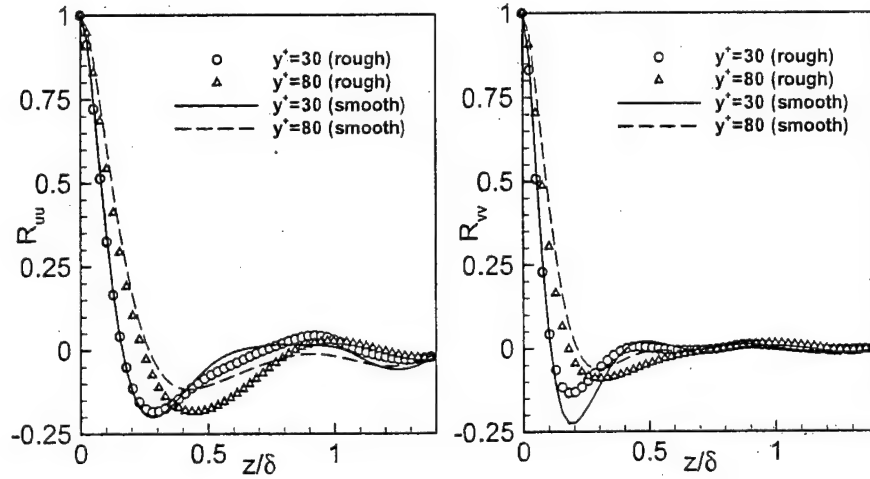 1
0.75
0.5
0.25
0
-0.25
R_uu
y⁺=30 (rough)
y⁺=80 (rough)
y⁺=30 (smooth)
y⁺=80 (smooth)
0 0.5 1
z/δ
1
0.75
0.5
0.25
0
-0.25
R_vv
y⁺=30 (rough)
y⁺=80 (rough)
y⁺=30 (smooth)
y⁺=80 (smooth)
0 0.5 1
z/δ